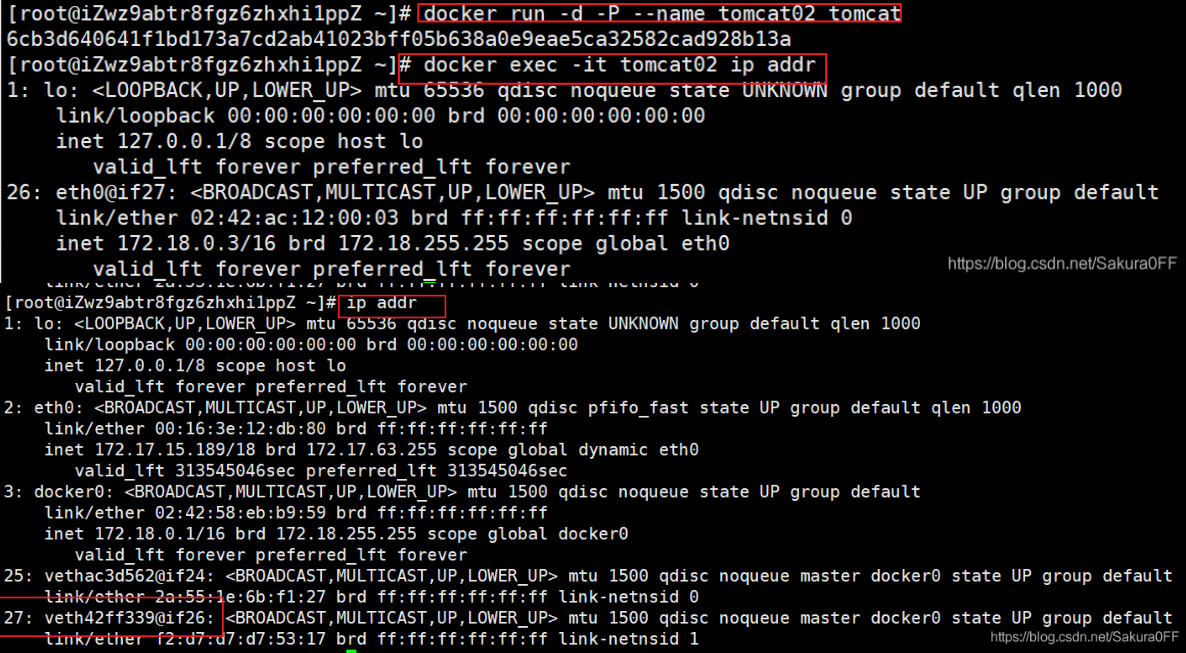 [root@iZwz9abtr8fgz6zhxhi1ppZ ~]# docker run -d -P --name tomcat02 tomcat
6cb3d640641f1bd173a7cd2ab41023bff05b638a0e9eae5ca32582cad928b13a
[root@iZwz9abtr8fgz6zhxhi1ppZ ~]# docker exec -it tomcat02 ip addr
1: lo: <LOOPBACK,UP,LOWER_UP> mtu 65536 qdisc noqueue state UNKNOWN group default qlen 1000
    link/loopback 00:00:00:00:00:00 brd 00:00:00:00:00:00
    inet 127.0.0.1/8 scope host lo
       valid_lft forever preferred_lft forever
26: eth0@if27: <BROADCAST,MULTICAST,UP,LOWER_UP> mtu 1500 qdisc noqueue state UP group default
    link/ether 02:42:ac:12:00:03 brd ff:ff:ff:ff:ff:ff link-netnsid 0
    inet 172.18.0.3/16 brd 172.18.255.255 scope global eth0
       valid_lft forever preferred_lft forever
https://blog.csdn.net/Sakura0FF
[root@iZwz9abtr8fgz6zhxhi1ppZ ~]# ip addr
1: lo: <LOOPBACK,UP,LOWER_UP> mtu 65536 qdisc noqueue state UNKNOWN group default qlen 1000
    link/loopback 00:00:00:00:00:00 brd 00:00:00:00:00:00
    inet 127.0.0.1/8 scope host lo
       valid_lft forever preferred_lft forever
2: eth0: <BROADCAST,MULTICAST,UP,LOWER_UP> mtu 1500 qdisc pfifo_fast state UP group default qlen 1000
    link/ether 00:16:3e:12:db:80 brd ff:ff:ff:ff:ff:ff
    inet 172.17.15.189/18 brd 172.17.63.255 scope global dynamic eth0
       valid_lft 313545046sec preferred_lft 313545046sec
3: docker0: <BROADCAST,MULTICAST,UP,LOWER_UP> mtu 1500 qdisc noqueue state UP group default
    link/ether 02:42:58:eb:b9:59 brd ff:ff:ff:ff:ff:ff
    inet 172.18.0.1/16 brd 172.18.255.255 scope global docker0
       valid_lft forever preferred_lft forever
25: vethac3d562@if24: <BROADCAST,MULTICAST,UP,LOWER_UP> mtu 1500 qdisc noqueue master docker0 state UP group default
    link/ether 2a:55:1e:6b:f1:27 brd ff:ff:ff:ff:ff:ff link-netnsid 0
27: veth42ff339@if26: <BROADCAST,MULTICAST,UP,LOWER_UP> mtu 1500 qdisc noqueue master docker0 state UP group default
    link/ether f2:d7:d7:d7:53:17 brd ff:ff:ff:ff:ff:ff link-netnsid 1
https://blog.csdn.net/Sakura0FF